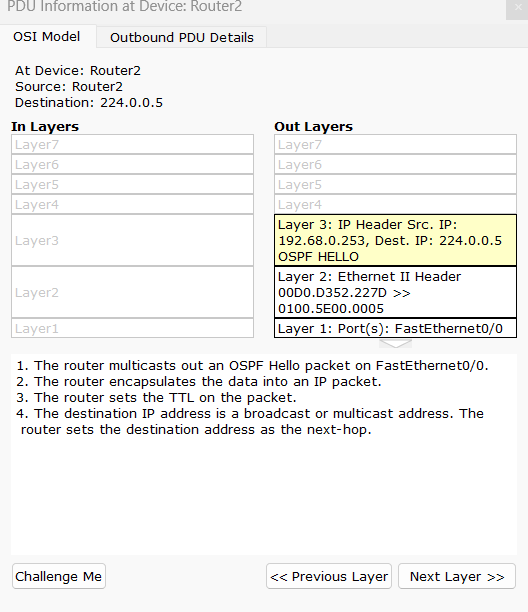 PDU Information at Device: Router2
OSI Model
Outbound PDU Details
At Device: Router2
Source: Router2
Destination: 224.0.0.5
In Layers
Layer7
Layer6
Layer5
Layer4
Layer3
Layer2
Layer1
Out Layers
Layer7
Layer6
Layer5
Layer4
Layer 3: IP Header Src. IP:
192.68.0.253, Dest. IP: 224.0.0.5
OSPF HELLO
Layer 2: Ethernet II Header
00D0.D352.227D >>
0100.5E00.0005
Layer 1: Port(s): FastEthernet0/0
1. The router multicasts out an OSPF Hello packet on FastEthernet0/0.
2. The router encapsulates the data into an IP packet.
3. The router sets the TTL on the packet.
4. The destination IP address is a broadcast or multicast address. The
router sets the destination address as the next-hop.
Challenge Me
<< Previous Layer
Next Layer >>